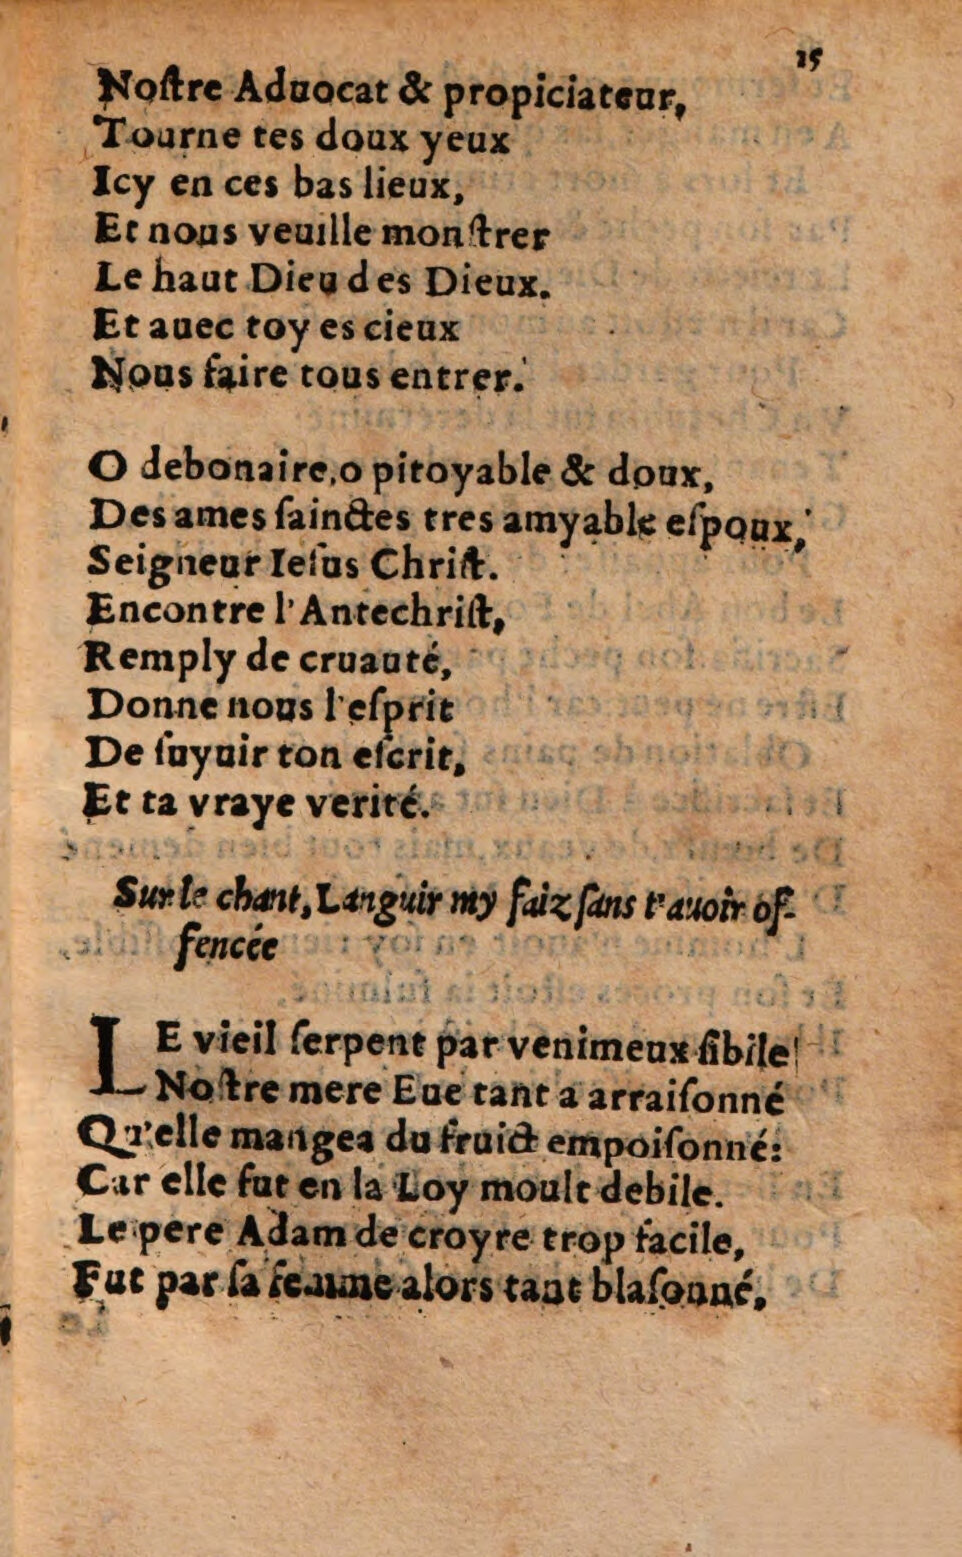 15
Noſtre Aduocat & propiciateur,
Tourne tes doux yeux
Icy en ces bas lieux,
Et nous veuille monſtrer
Le haut Dieu des Dieux.
Et auec toy es cieux
Nous faire tous entrer.
O debonaire, o pitoyable & doux,
Des ames ſainctes tres amyable eſpoux,
Seigneur Ieſus Chriſt.
Encontre l'Antechriſt,
Remply de cruauté,
Donne nous l'eſprit
De ſuyuir ton eſcrit,
Et ta vraye verité.
Sur le chant, Languir my faiz ſans t'auoir of-
fencée
LE vieil ſerpent par venimeux ſibile
Noſtre mere Eue tant a arraiſonné
Qu'elle mangea du fruict empoiſonné:
Car elle fut en la Loy moult debile.
Le pere Adam de croyre trop facile,
Fut par ſa femme alors tant blaſonné,